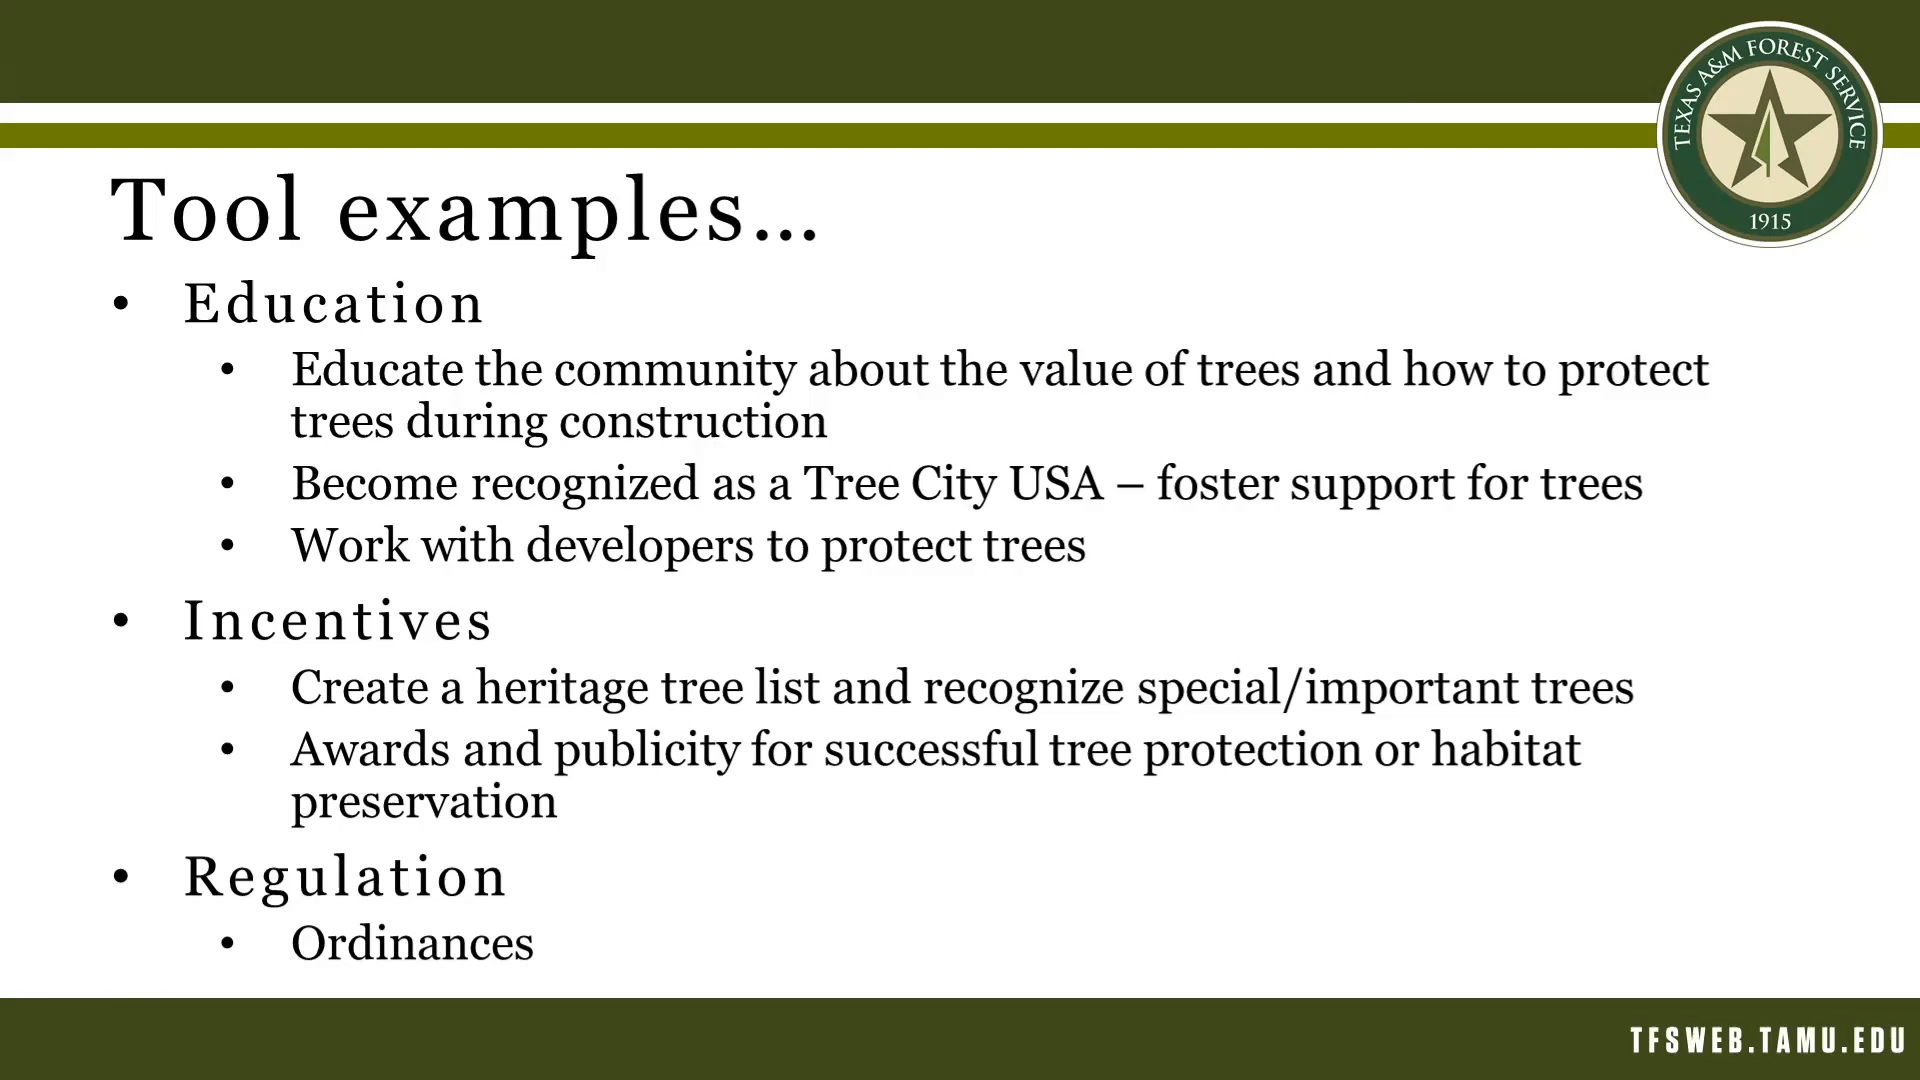 TEXAS A&M FOREST SERVICE
1915
Tool examples...
• Education
• Educate the community about the value of trees and how to protect
trees during construction
• Become recognized as a Tree City USA – foster support for trees
• Work with developers to protect trees
• Incentives
• Create a heritage tree list and recognize special/important trees
• Awards and publicity for successful tree protection or habitat
preservation
• Regulation
• Ordinances
TFSWEB.TAMU.EDU